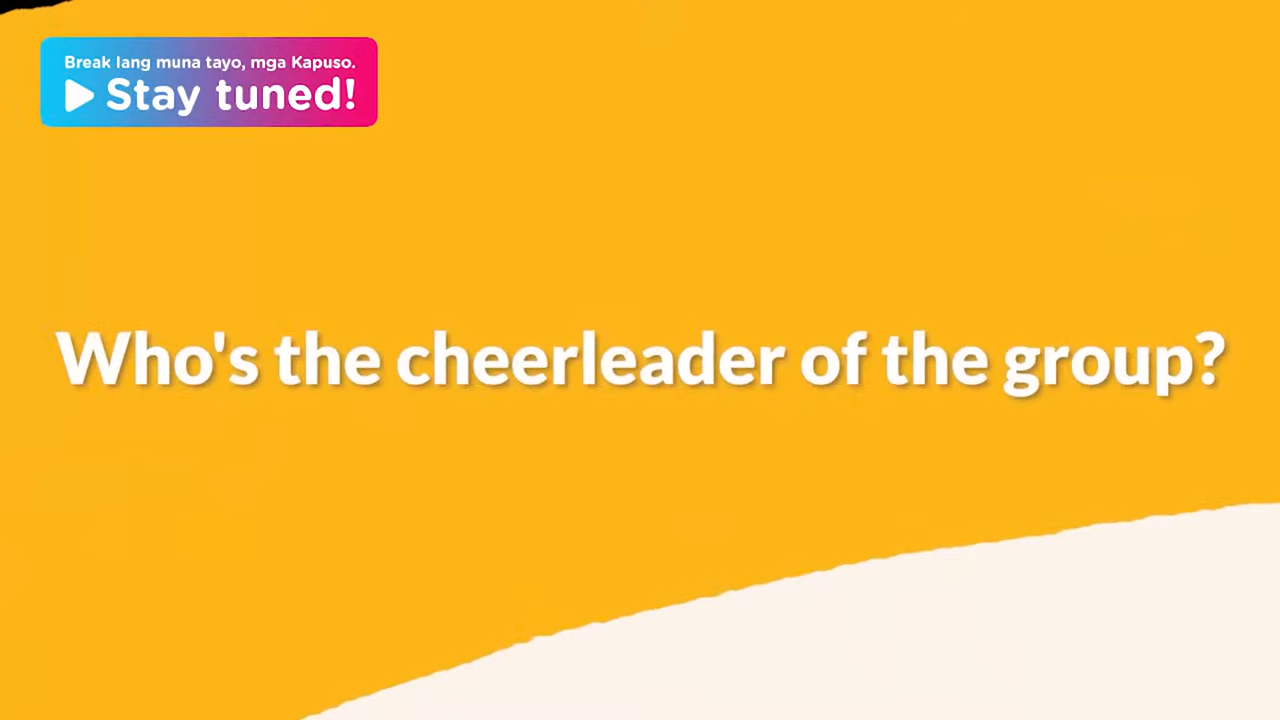 Break lang muna tayo, mga Kapuso.
Stay tuned!
Who's the cheerleader of the group?